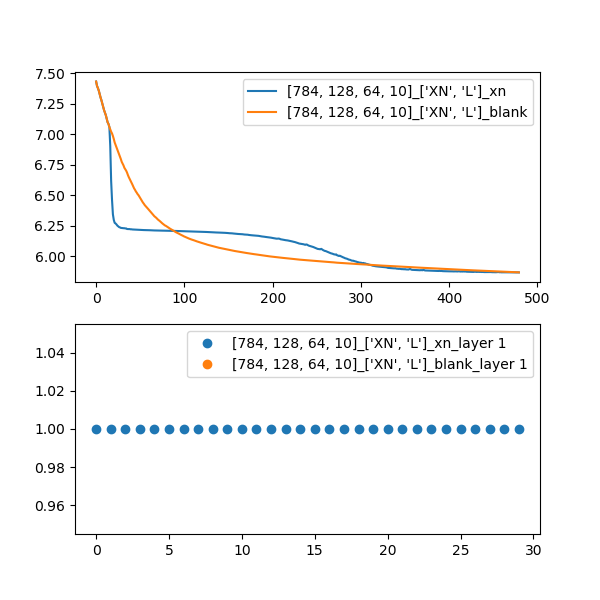 7.50
7.25
7.00
6.75
6.50
6.25
6.00
[784, 128, 64, 10]_['XN', 'L']_xn
[784, 128, 64, 10]_['XN', 'L']_blank
0 100 200 300 400 500
1.04
1.02
1.00
0.98
0.96
[784, 128, 64, 10]_['XN', 'L']_xn_layer 1
[784, 128, 64, 10]_['XN', 'L']_blank_layer 1
0 5 10 15 20 25 30